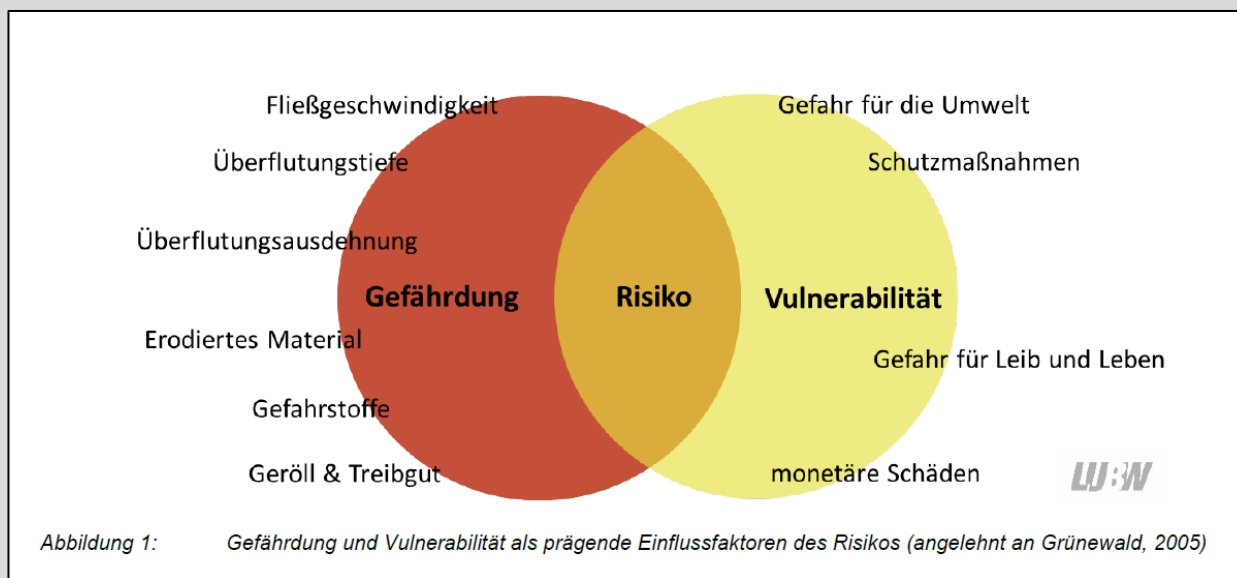 Fließgeschwindigkeit
Überflutungstiefe
Überflutungsausdehnung
Gefährdung
Erodiertes Material
Gefahrstoffe
Geröll & Treibgut
Risiko
Gefahr für die Umwelt
Schutzmaßnahmen
Vulnerabilität
Gefahr für Leib und Leben
monetäre Schäden
LUBW
Abbildung 1: Gefährdung und Vulnerabilität als prägende Einflussfaktoren des Risikos (angelehnt an Grünewald, 2005)